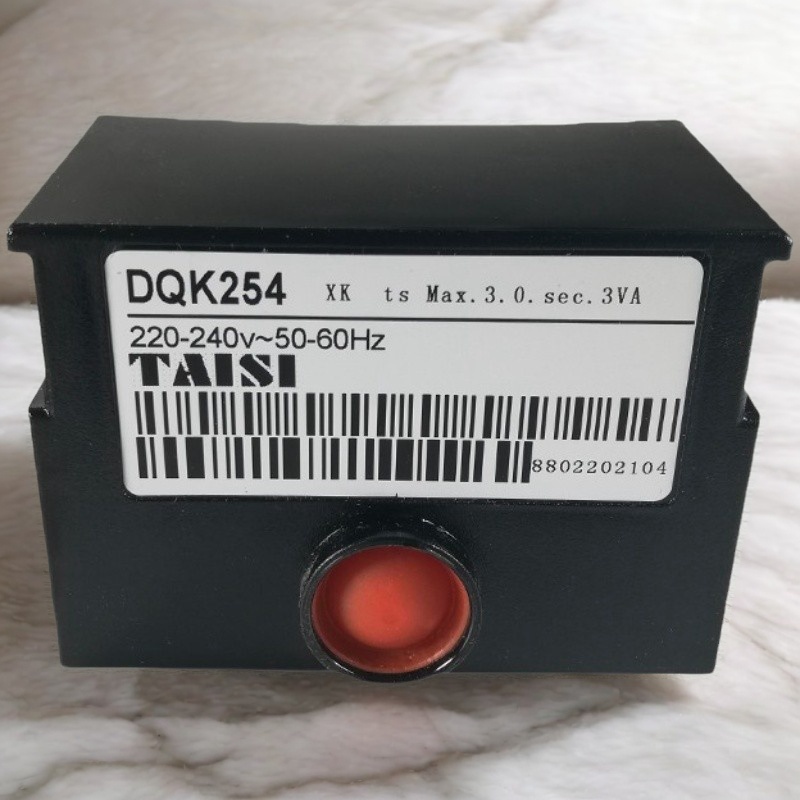 DQK254 XK ts Max.3.0.sec.3VA
220-240v~50-60Hz
TAISI
8802202104